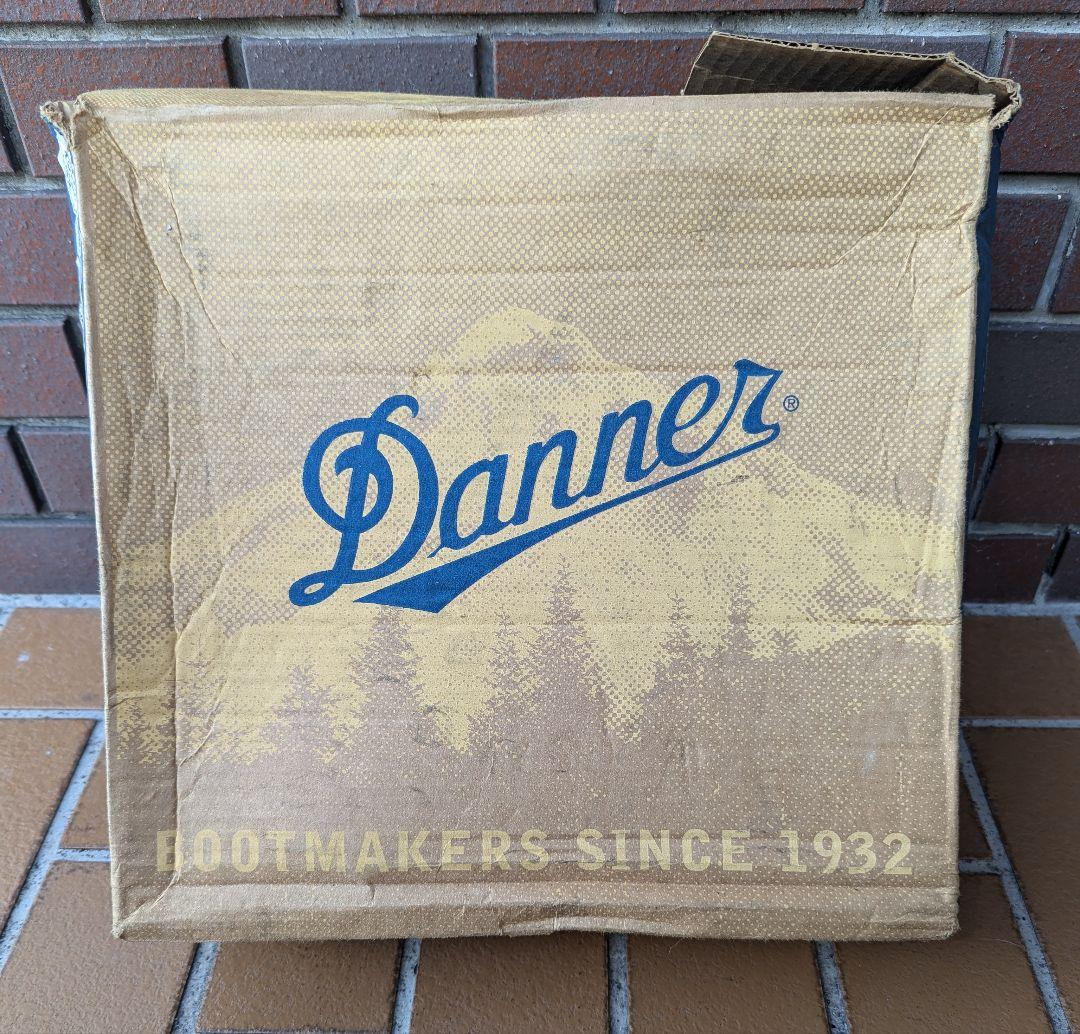 Danner®
BOOTMAKERS SINCE 1932